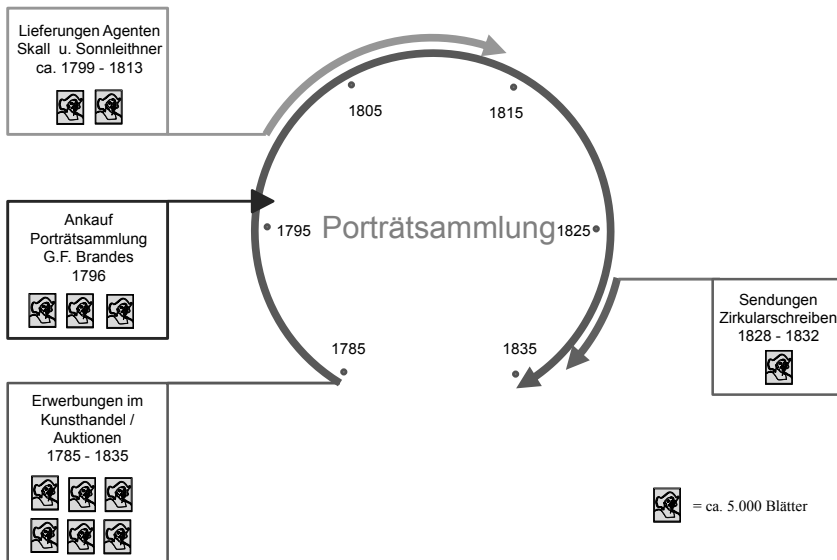 Lieferungen Agenten
Skall u. Sonnleithner
ca. 1799 - 1813
Ankauf
Porträtsammlung
G.F. Brandes
1796
Erwerbungen im
Kunsthandel /
Auktionen
1785 - 1835
1785
1795
1805
1815
1825
1835
Porträtsammlung
Sendungen
Zirkularschreiben
1828 - 1832
= ca. 5.000 Blätter